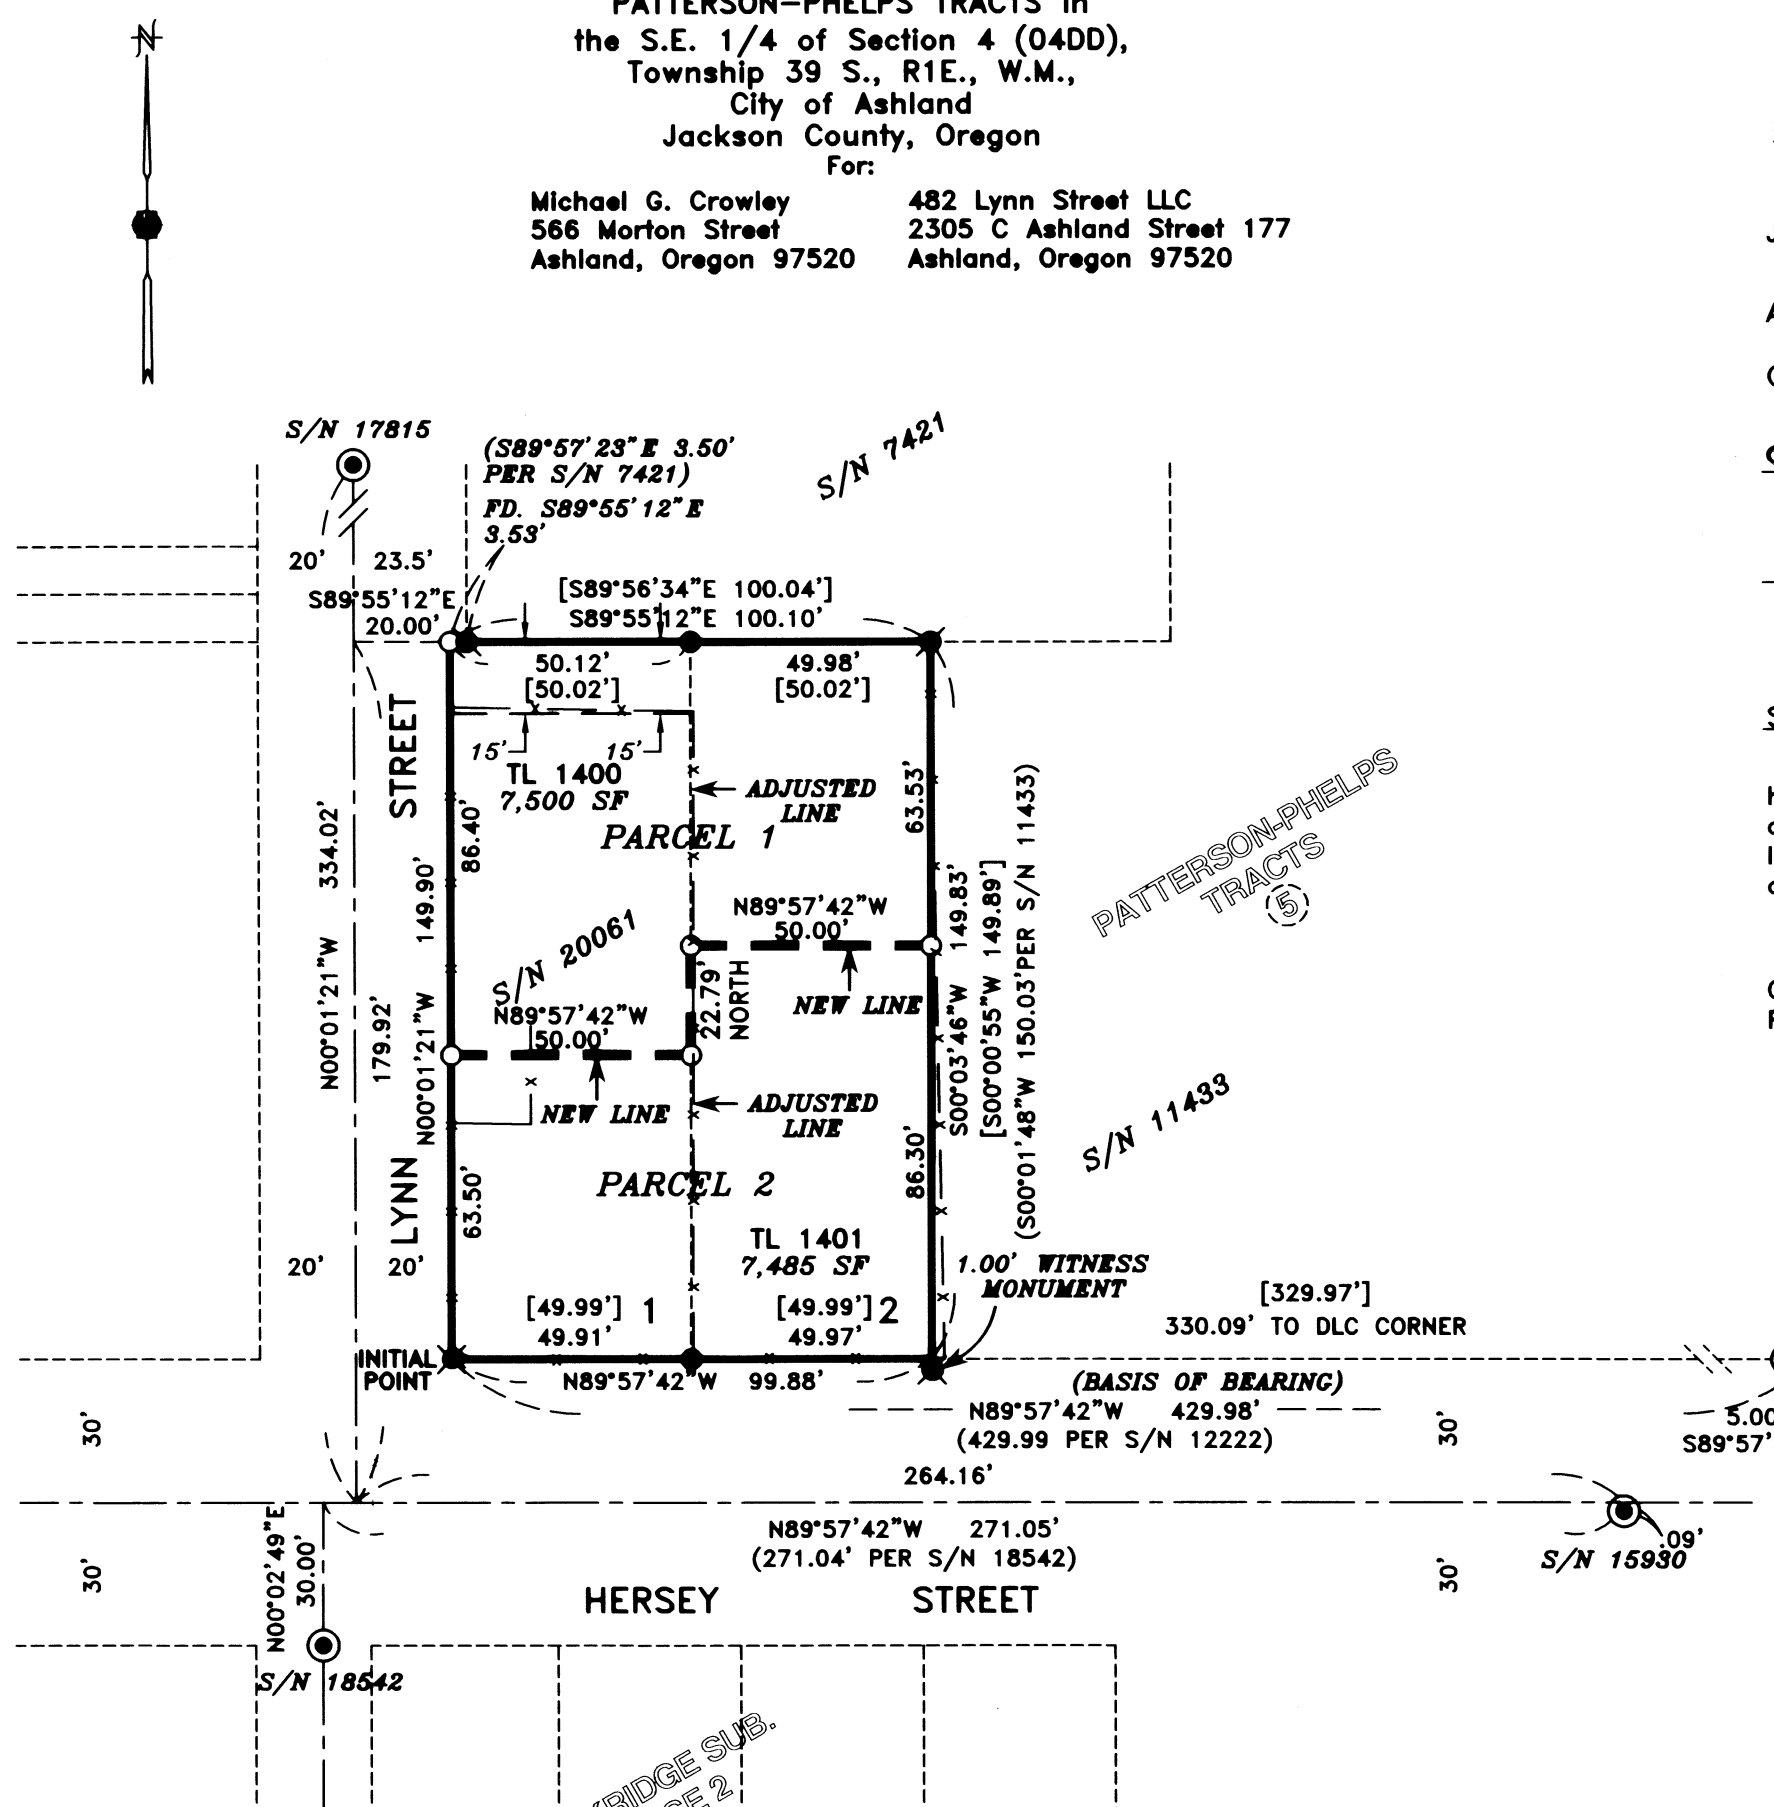 PATTERSON-PHELPS TRACTS in
the S.E. 1/4 of Section 4 (04DD),
Township 39 S., R1E., W.M.,
City of Ashland
Jackson County, Oregon
For:
Michael G. Crowley
566 Morton Street
Ashland, Oregon 97520
482 Lynn Street LLC
2305 C Ashland Street 177
Ashland, Oregon 97520
N
S/N 17815
(S89°57'23"E 3.50'
PER S/N 7421)
FD. S89°55'12"E
3.53'
S/N 7421
20'
23.5'
S89°55'12"E
20.00'
[S89°56'34"E 100.04']
S89°55'12"E 100.10'
50.12'
[50.02']
49.98'
[50.02']
15'
15'
TL 1400
7,500 SF
ADJUSTED
LINE
PARCEL 1
STREET
86.40'
63.53'
334.02'
N00°01'21"W
179.92'
N00°01'21"W 149.90'
S/N 20061
N89°57'42"W
50.00'
N89°57'42"W
50.00'
22.79'
NORTH
NEW LINE
NEW LINE
ADJUSTED
LINE
S00°03'46"W 149.83'
[S00°00'55"W 149.89']
(S00°01'48"W 150.03'PER S/N 11433)
PATTERSON-PHELPS
TRACTS
5
S/N 11433
LYNN
63.50'
86.30'
PARCEL 2
TL 1401
7,485 SF
20'
20'
1.00' WITNESS
MONUMENT
[49.99'] 1
49.91'
[49.99'] 2
49.97'
[329.97']
330.09' TO DLC CORNER
INITIAL
POINT
N89°57'42"W 99.88'
(BASIS OF BEARING)
N89°57'42"W 429.98'
(429.99 PER S/N 12222)
30'
30'
5.00
S89°57'
264.16'
N89°57'42"W 271.05'
(271.04' PER S/N 18542)
.09'
S/N 15930
30'
30'
N00°02'49"E
30.00'
HERSEY STREET
S/N 18542
SUB.
2